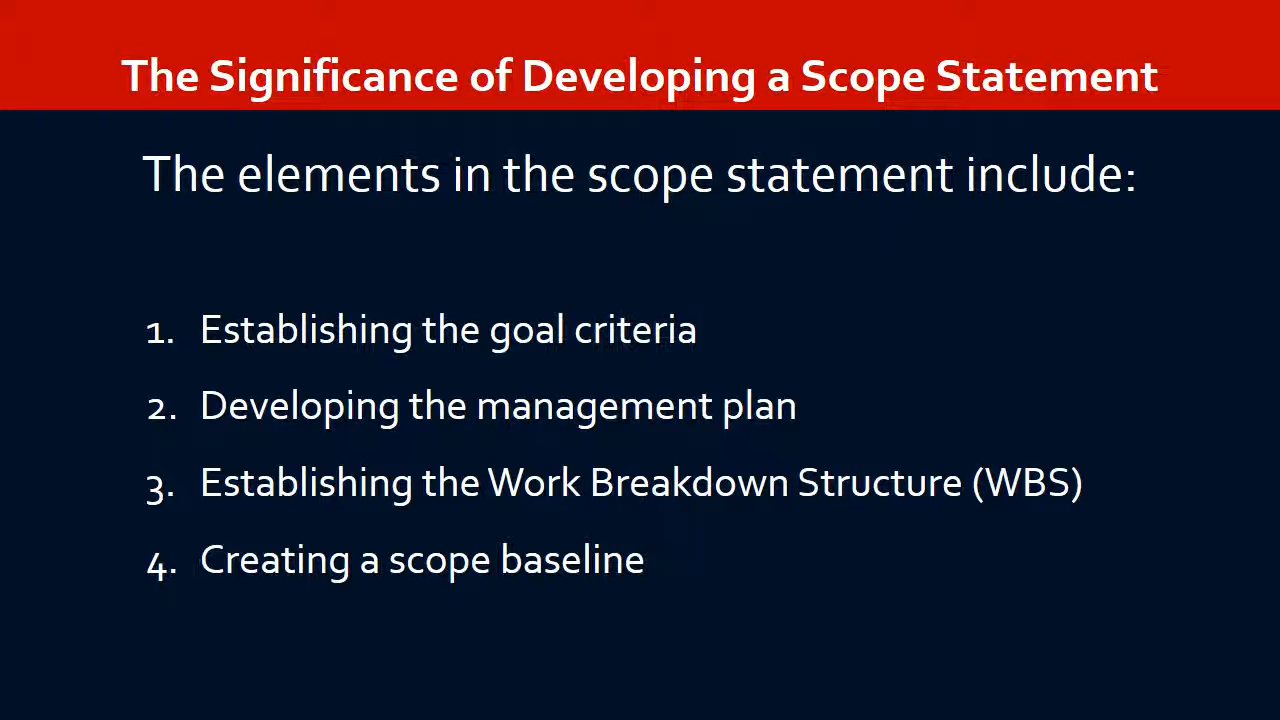 The Significance of Developing a Scope Statement
The elements in the scope statement include:
1. Establishing the goal criteria
2. Developing the management plan
3. Establishing the Work Breakdown Structure (WBS)
4. Creating a scope baseline